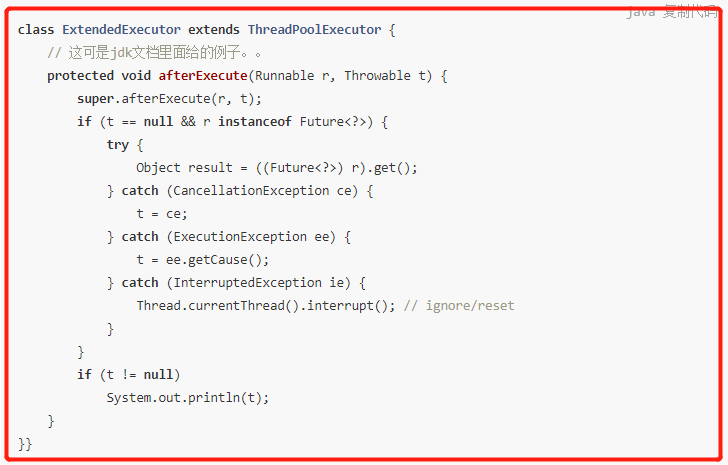 java 复制代码
class ExtendedExecutor extends ThreadPoolExecutor {
    // 这可是jdk文档里面给的例子。。
    protected void afterExecute(Runnable r, Throwable t) {
        super.afterExecute(r, t);
        if (t == null && r instanceof Future<?>) {
            try {
                Object result = ((Future<?>) r).get();
            } catch (CancellationException ce) {
                t = ce;
            } catch (ExecutionException ee) {
                t = ee.getCause();
            } catch (InterruptedException ie) {
                Thread.currentThread().interrupt(); // ignore/reset
            }
        }
        if (t != null)
            System.out.println(t);
    }
}}